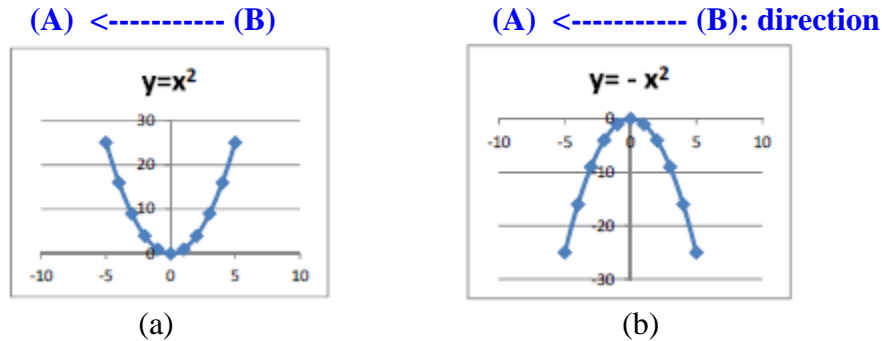 (A) <----------- (B)
(A) <----------- (B): direction
y=x²
30
20
10
0
-10 -5 0 5 10
(a)
y= - x²
0
-10 -5 0 5 10
-10
-20
-30
(b)